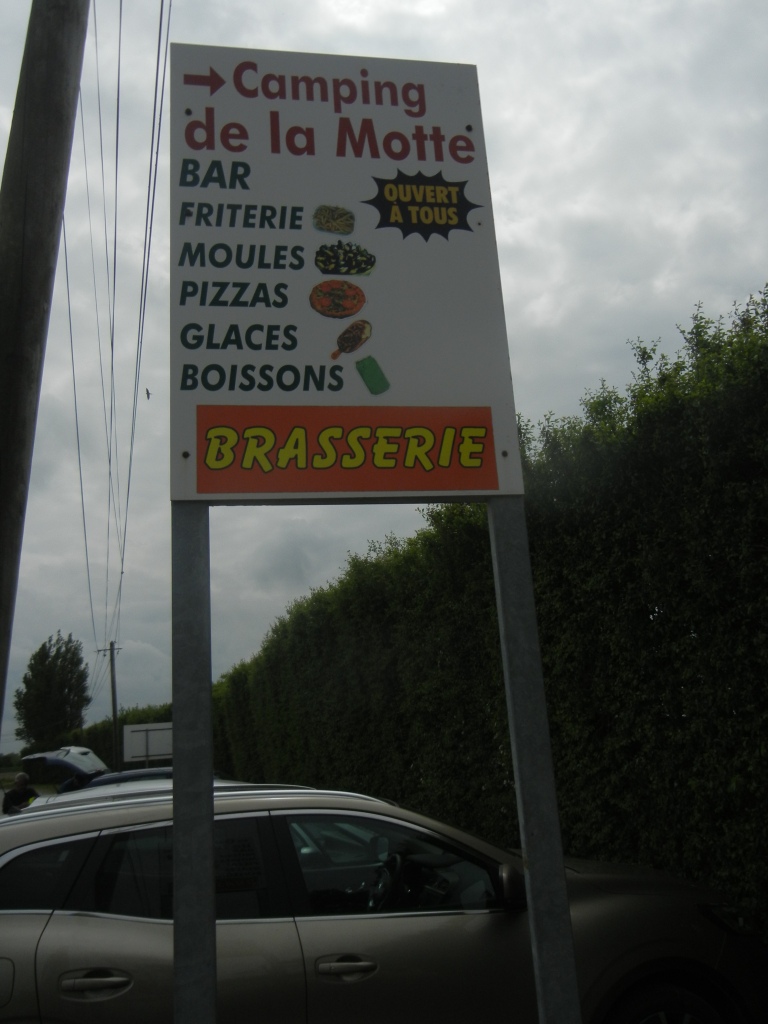 → Camping
de la Motte
BAR
OUVERT
À TOUS
FRITERIE
MOULES
PIZZAS
GLACES
BOISSONS
BRASSERIE